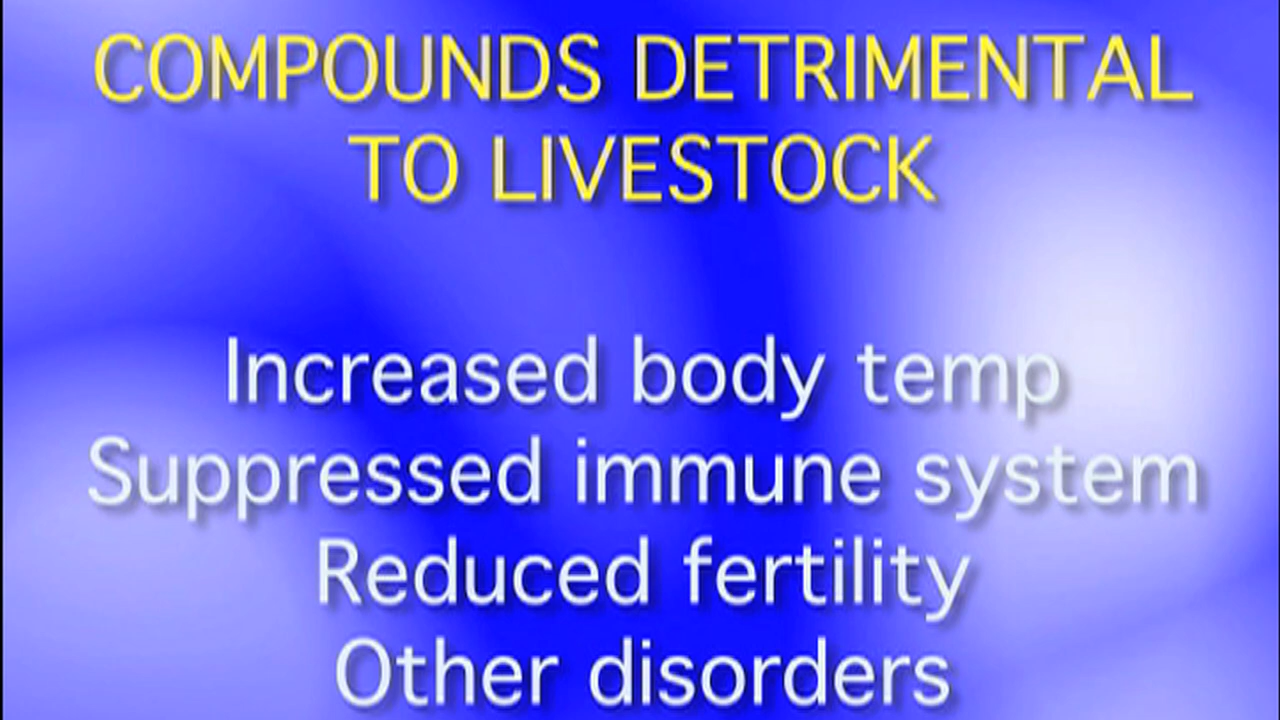 COMPOUNDS DETRIMENTAL
TO LIVESTOCK
Increased body temp
Suppressed immune system
Reduced fertility
Other disorders